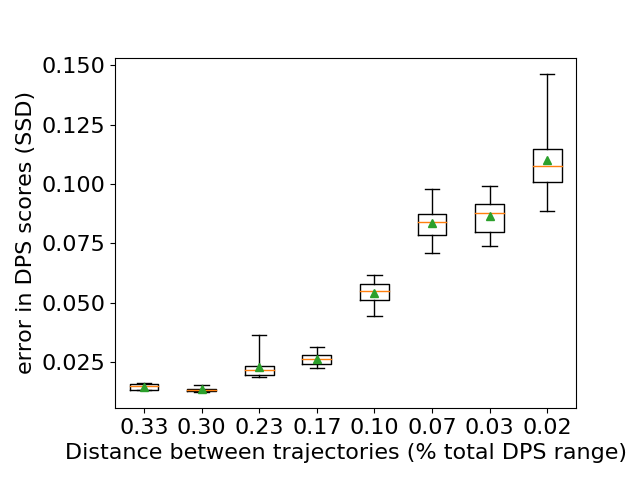 0.150
0.125
0.100
0.075
0.050
0.025
error in DPS scores (SSD)
0.33 0.30 0.23 0.17 0.10 0.07 0.03 0.02
Distance between trajectories (% total DPS range)